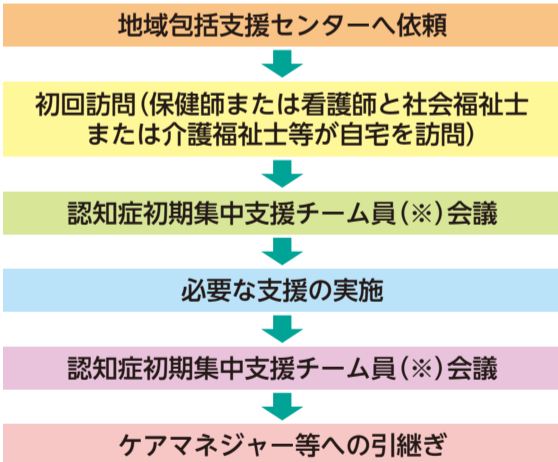 地域包括支援センターへ依頼
初回訪問(保健師または看護師と社会福祉士
または介護福祉士等が自宅を訪問)
認知症初期集中支援チーム員(※)会議
必要な支援の実施
認知症初期集中支援チーム員(※)会議
ケアマネジャー等への引継ぎ